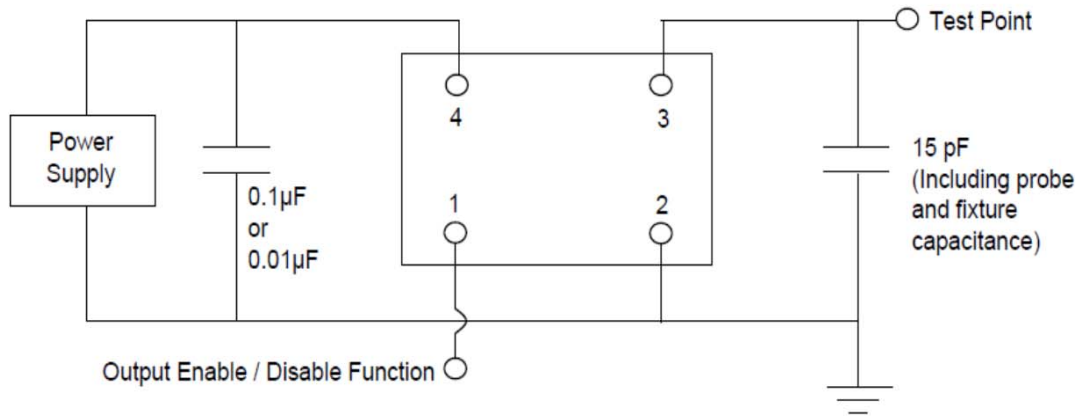 Test Point
4
3
Power
Supply
15 pF
(Including probe
and fixture
capacitance)
0.1µF
or
0.01µF
1
2
Output Enable / Disable Function